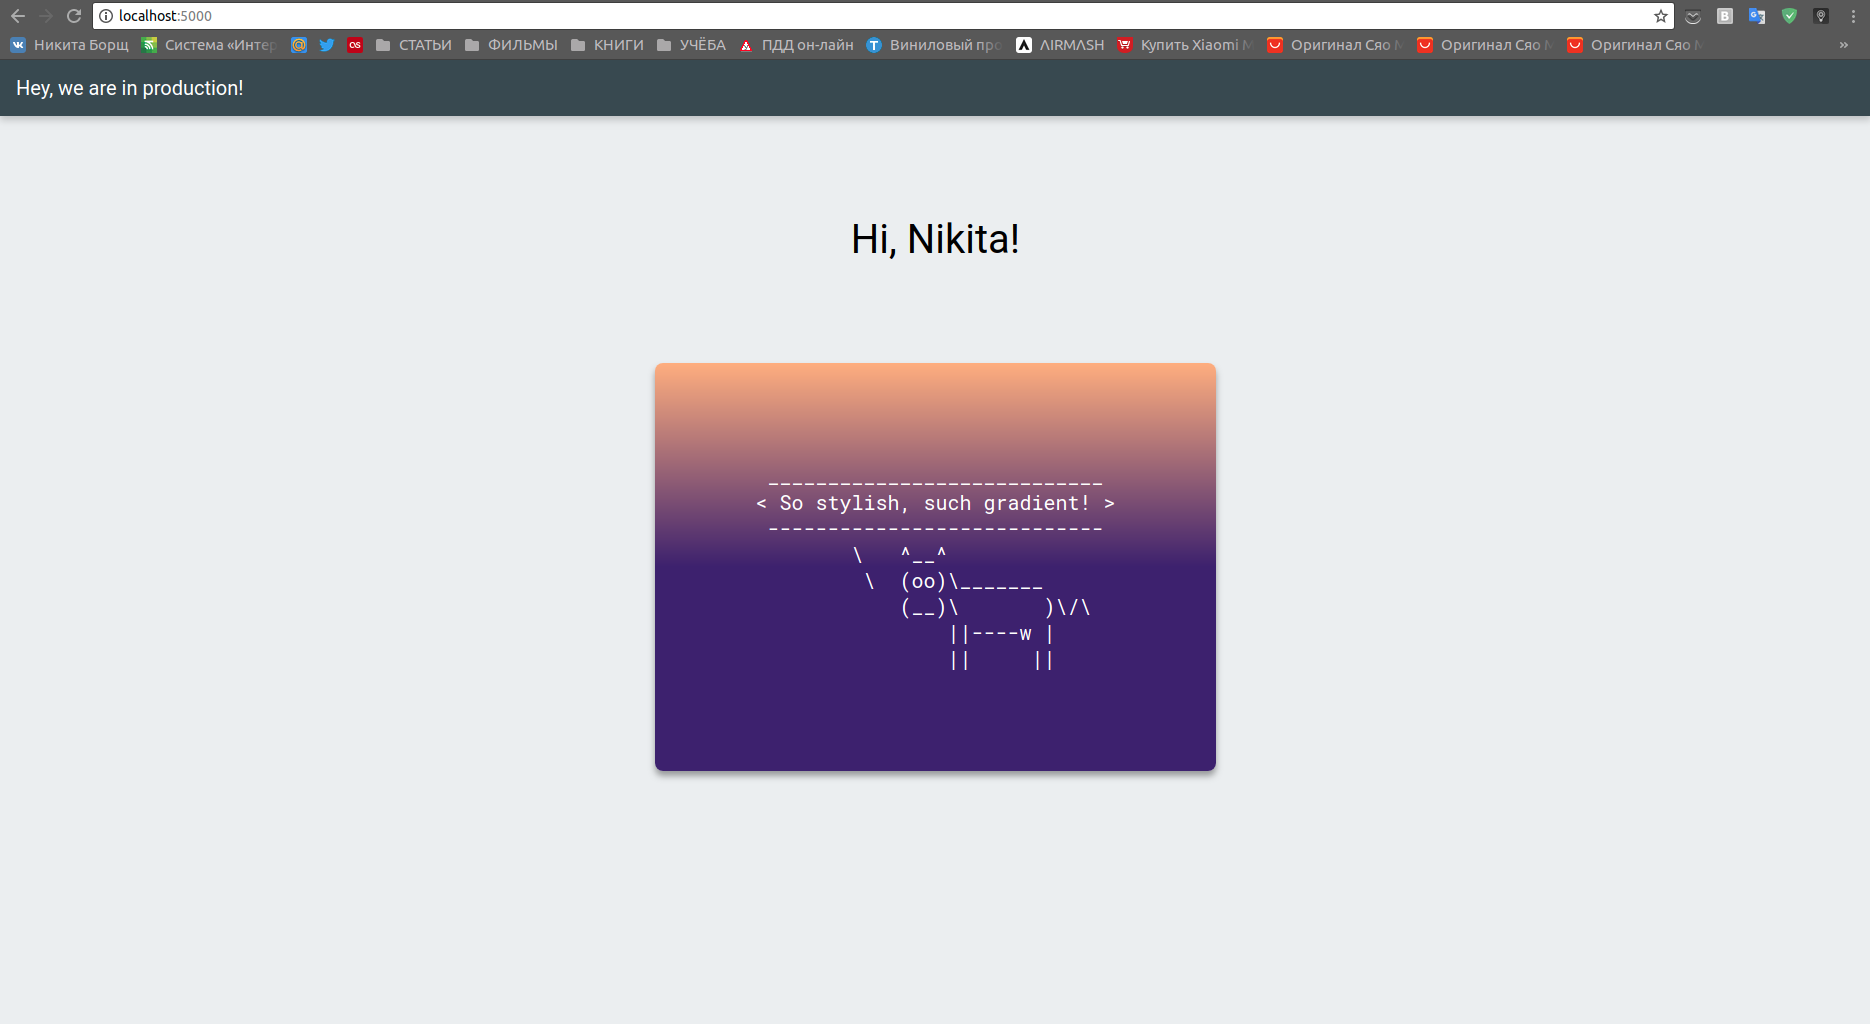 localhost:5000
Никита Борщ Система «Интер СТАТЬИ ФИЛЬМЫ КНИГИ УЧЁБА ПДД он-лайн Виниловый про ΛIRMΛSH Купить Xiaomi M Оригинал Сяо M Оригинал Сяо M Оригинал Сяо M »
Hey, we are in production!
Hi, Nikita!
____________________________
< So stylish, such gradient! >
----------------------------
\   ^__^
\  (oo)\_______
(__)\       )\/\
||----w |
||     ||